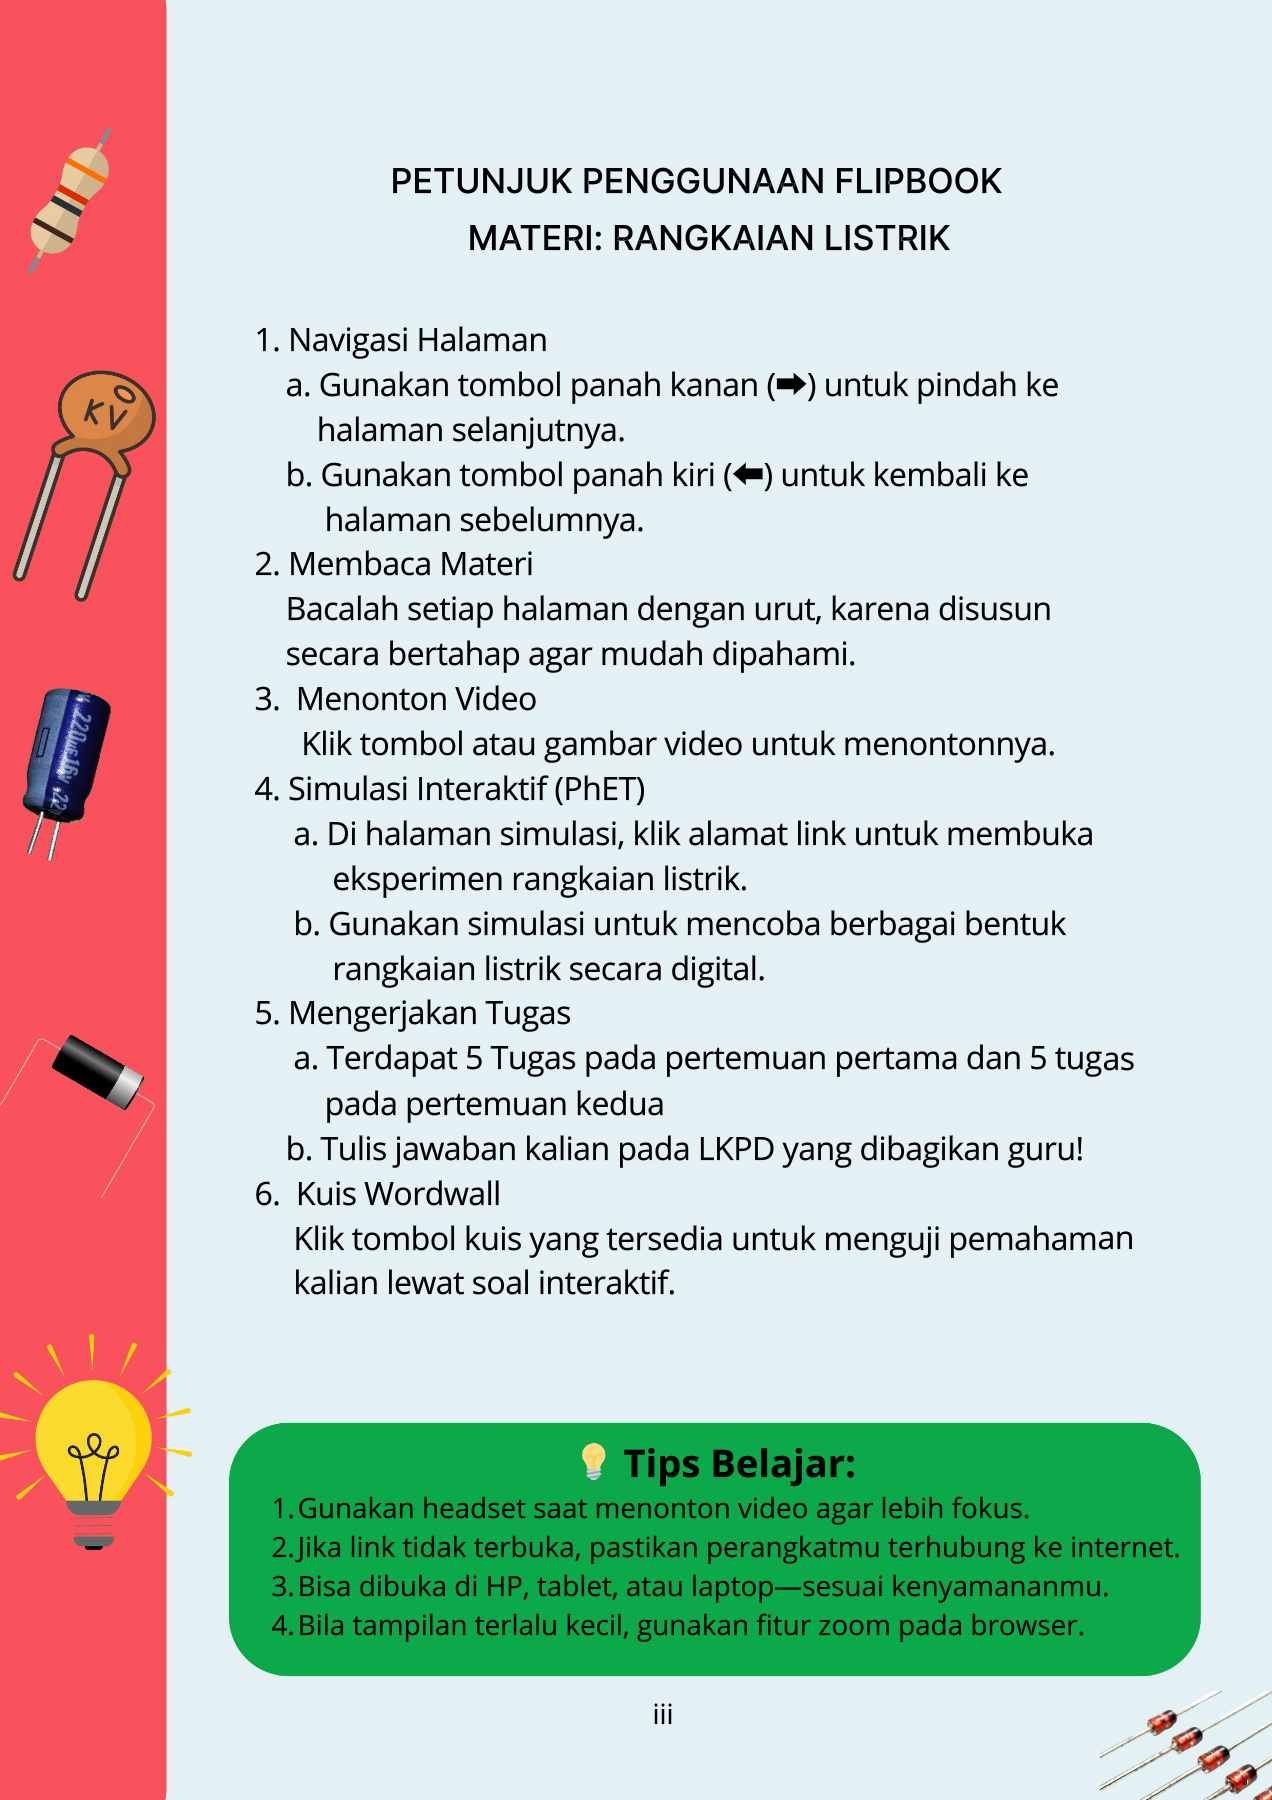 PETUNJUK PENGGUNAAN FLIPBOOK
MATERI: RANGKAIAN LISTRIK
1. Navigasi Halaman
a. Gunakan tombol panah kanan (➡) untuk pindah ke
halaman selanjutnya.
b. Gunakan tombol panah kiri (⬅) untuk kembali ke
halaman sebelumnya.
2. Membaca Materi
Bacalah setiap halaman dengan urut, karena disusun
secara bertahap agar mudah dipahami.
3. Menonton Video
Klik tombol atau gambar video untuk menontonnya.
4. Simulasi Interaktif (PhET)
a. Di halaman simulasi, klik alamat link untuk membuka
eksperimen rangkaian listrik.
b. Gunakan simulasi untuk mencoba berbagai bentuk
rangkaian listrik secara digital.
5. Mengerjakan Tugas
a. Terdapat 5 Tugas pada pertemuan pertama dan 5 tugas
pada pertemuan kedua
b. Tulis jawaban kalian pada LKPD yang dibagikan guru!
6. Kuis Wordwall
Klik tombol kuis yang tersedia untuk menguji pemahaman
kalian lewat soal interaktif.
💡 Tips Belajar:
1. Gunakan headset saat menonton video agar lebih fokus.
2. Jika link tidak terbuka, pastikan perangkatmu terhubung ke internet.
3. Bisa dibuka di HP, tablet, atau laptop—sesuai kenyamananmu.
4. Bila tampilan terlalu kecil, gunakan fitur zoom pada browser.
iii
KV
220µF16V